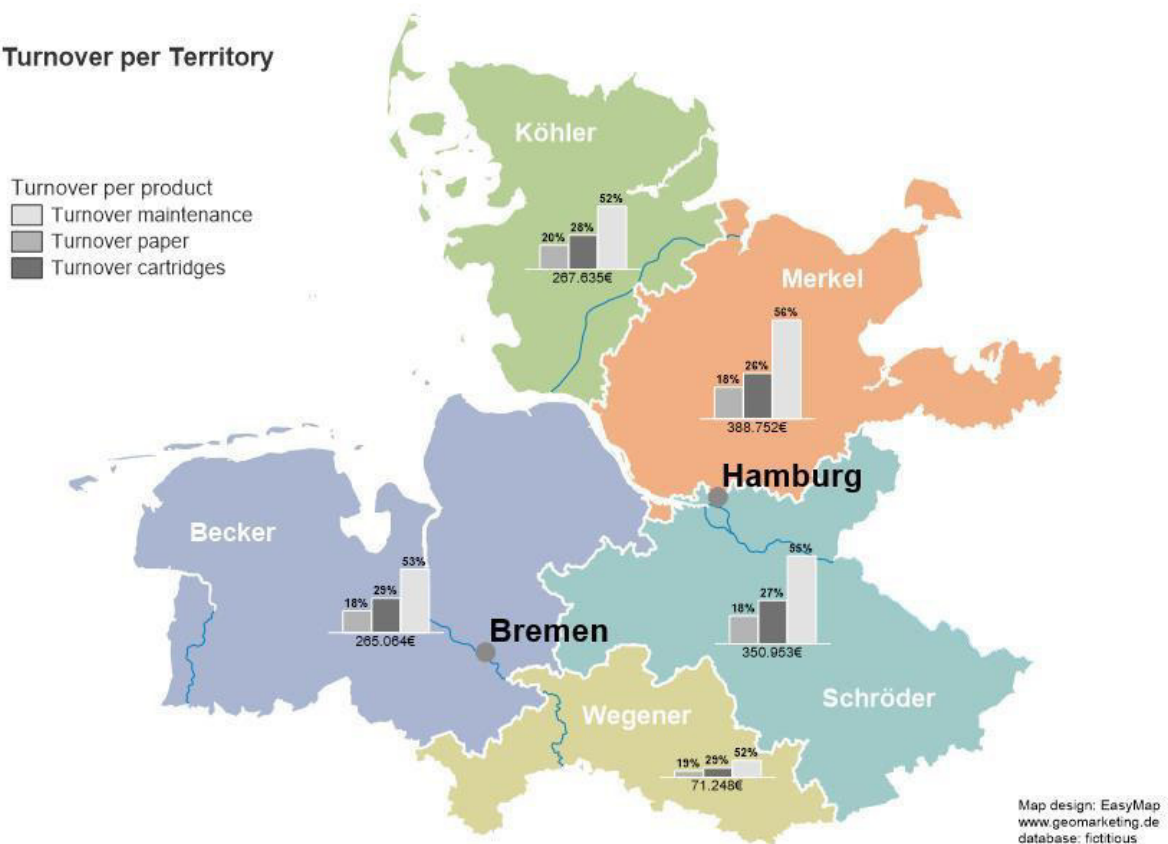 Turnover per Territory
Turnover per product
Turnover maintenance
Turnover paper
Turnover cartridges
Köhler
20% 28% 52%
267.635€
Merkel
18% 26% 56%
388.752€
Hamburg
Becker
18% 29% 53%
265.064€
Bremen
18% 27% 55%
350.953€
Schröder
Wegener
19% 29% 52%
71.248€
Map design: EasyMap
www.geomarketing.de
database: fictitious